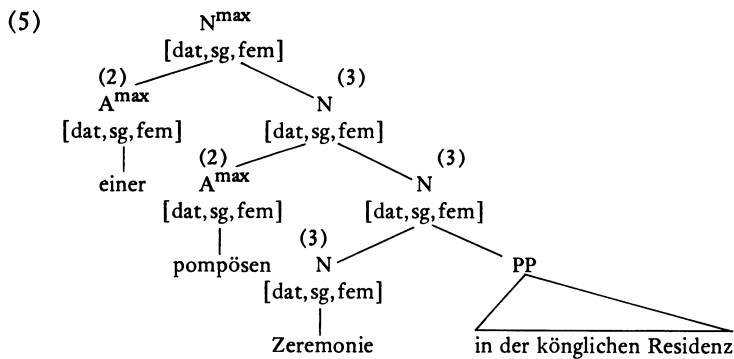 (5)
N^max
[dat,sg,fem]
(2) (3)
A^max N
[dat,sg,fem] [dat,sg,fem]
(2) (3)
einer A^max N
[dat,sg,fem] [dat,sg,fem]
(3)
pompösen N PP
[dat,sg,fem]
Zeremonie in der könglichen Residenz